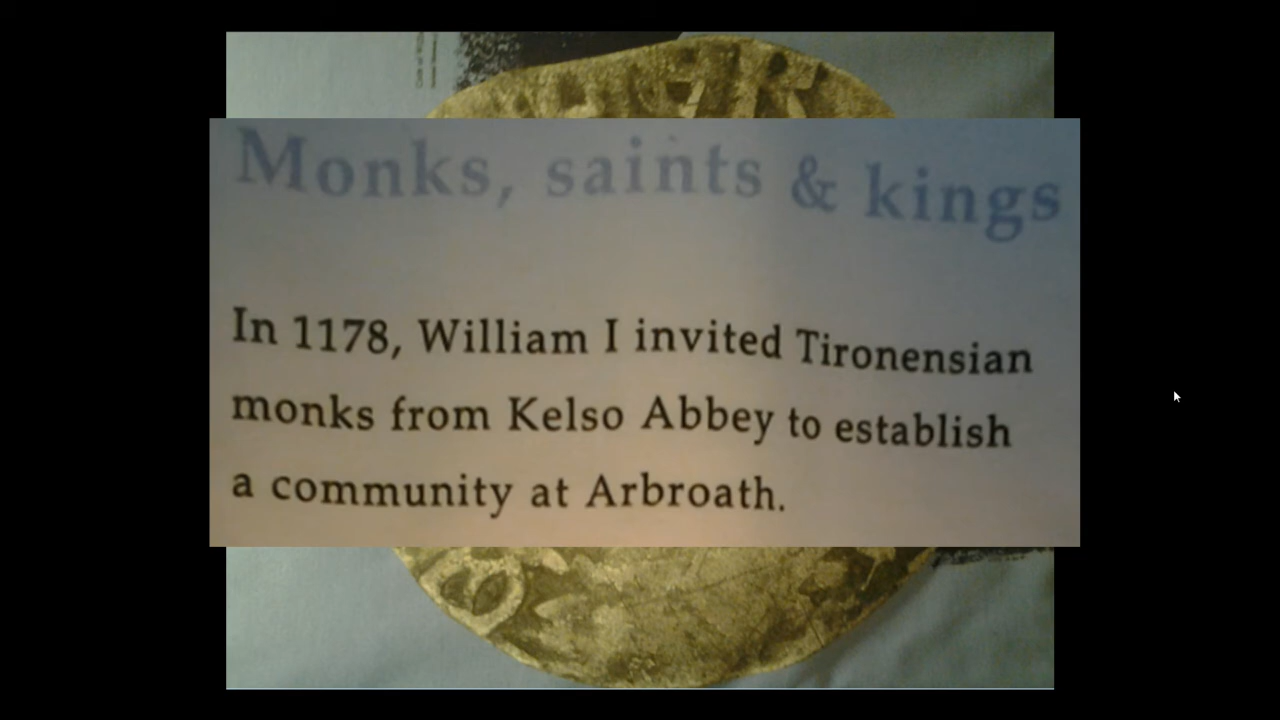 Monks, saints & kings
In 1178, William I invited Tironensian
monks from Kelso Abbey to establish
a community at Arbroath.